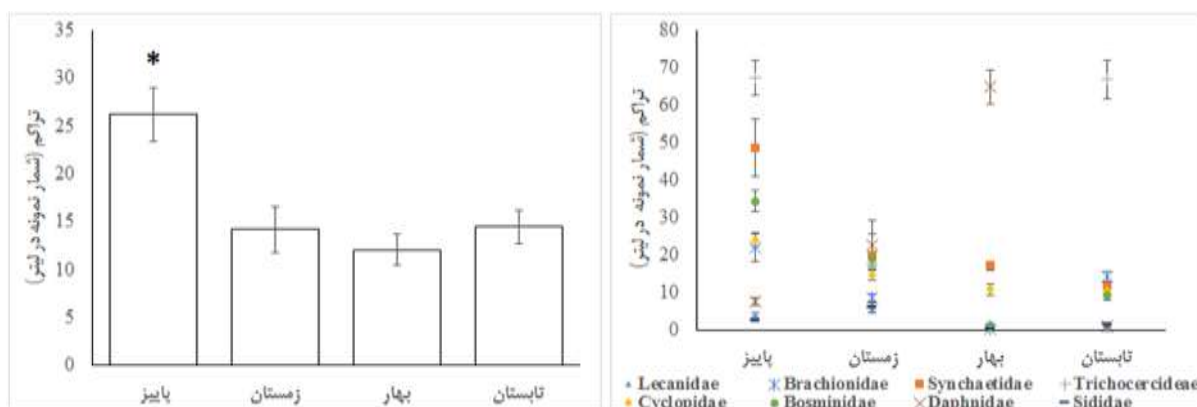 تراکم (شمار نمونه در لیتر)
35
30
25
20
15
10
5
0
*
پاییز
زمستان
بهار
تابستان
تراکم (شمار نمونه در لیتر)
80
70
60
50
40
30
20
10
0
پاییز
زمستان
بهار
تابستان
Lecanidae Brachionidae Synchaetidae Trichocercideae
Cyclopidae Bosminidae Daphnidae Sididae